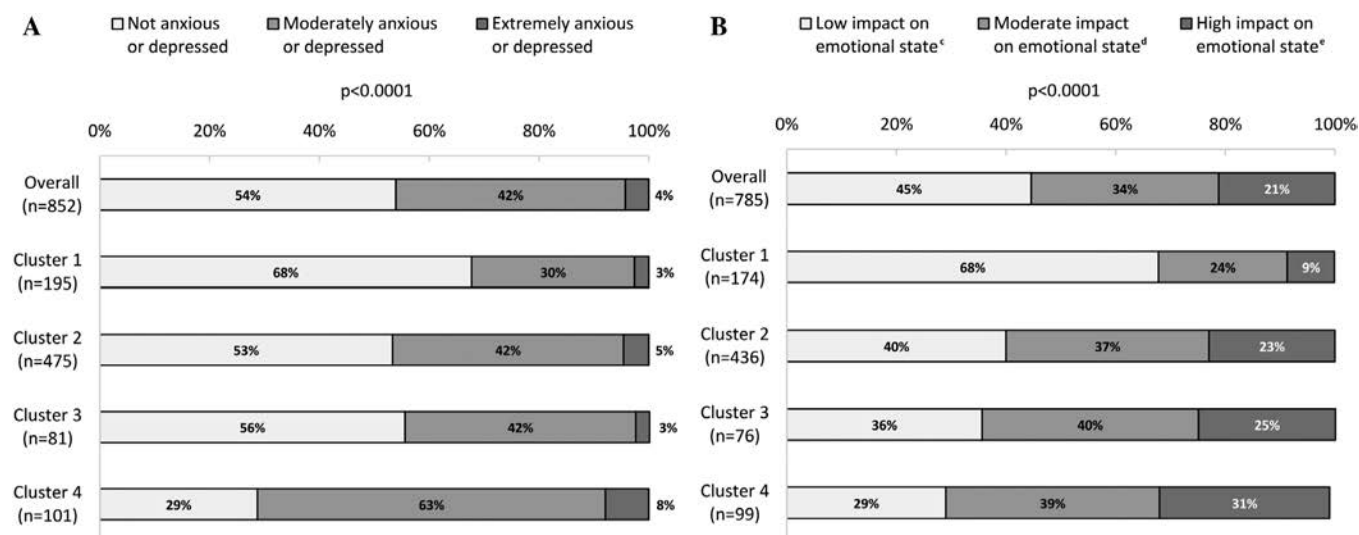 A
Not anxious
or depressed
Moderately anxious
or depressed
Extremely anxious
or depressed
p<0.0001
0% 20% 40% 60% 80% 100%
Overall
(n=852)
54% 42% 4%
Cluster 1
(n=195)
68% 30% 3%
Cluster 2
(n=475)
53% 42% 5%
Cluster 3
(n=81)
56% 42% 3%
Cluster 4
(n=101)
29% 63% 8%
B
Low impact on
emotional stateᶜ
Moderate impact
on emotional stateᵈ
High impact on
emotional stateᵉ
p<0.0001
0% 20% 40% 60% 80% 100%
Overall
(n=785)
45% 34% 21%
Cluster 1
(n=174)
68% 24% 9%
Cluster 2
(n=436)
40% 37% 23%
Cluster 3
(n=76)
36% 40% 25%
Cluster 4
(n=99)
29% 39% 31%